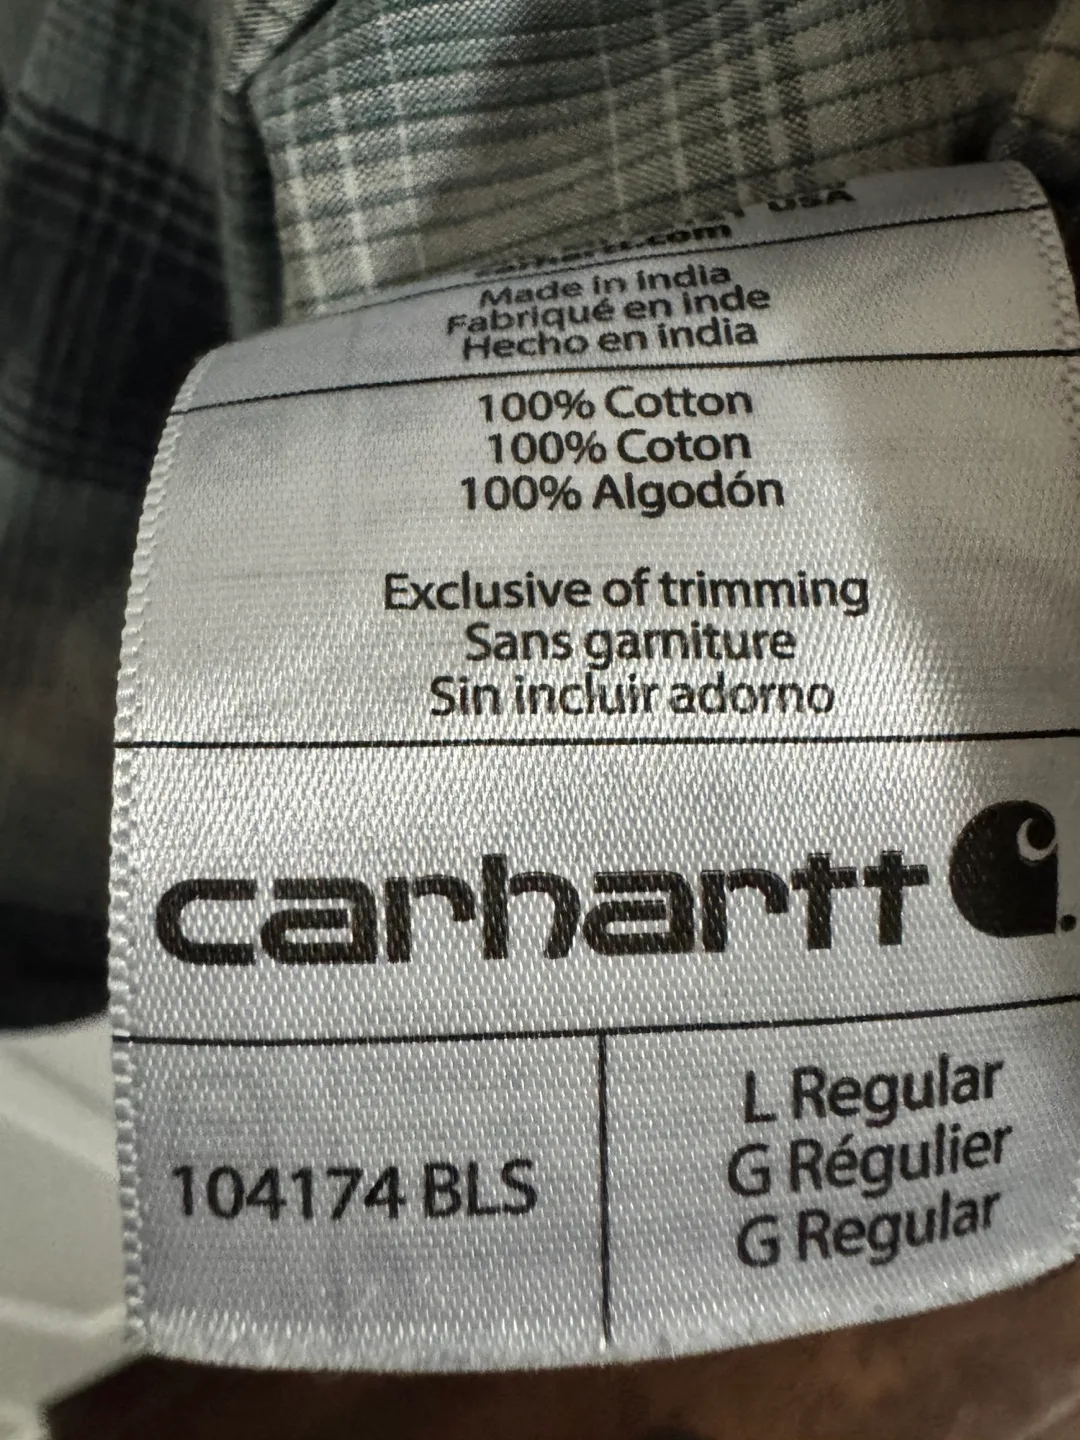 USA
carhartt.com
Made in india
Fabriqué en inde
Hecho en india
100% Cotton
100% Coton
100% Algodón
Exclusive of trimming
Sans garniture
Sin incluir adorno
carhartt
104174 BLS
L Regular
G Régulier
G Regular